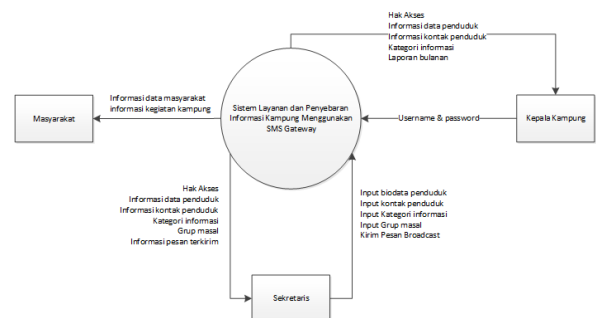 Hak Akses
Informasi data penduduk
Informasi kontak penduduk
Kategori informasi
Laporan bulanan
Informasi data masyarakat
informasi kegiatan kampung
Masyarakat
Sistem Layanan dan Penyebaran
Informasi Kampung Menggunakan
SMS Gateway
Username & password
Kepala Kampung
Hak Akses
Informasi data penduduk
Informasi kontak penduduk
Kategori informasi
Grup masal
Informasi pesan terkirim
Input biodata penduduk
Input kontak penduduk
Input Kategori informasi
Input Grup masal
Kirim Pesan Broadcast
Sekretaris